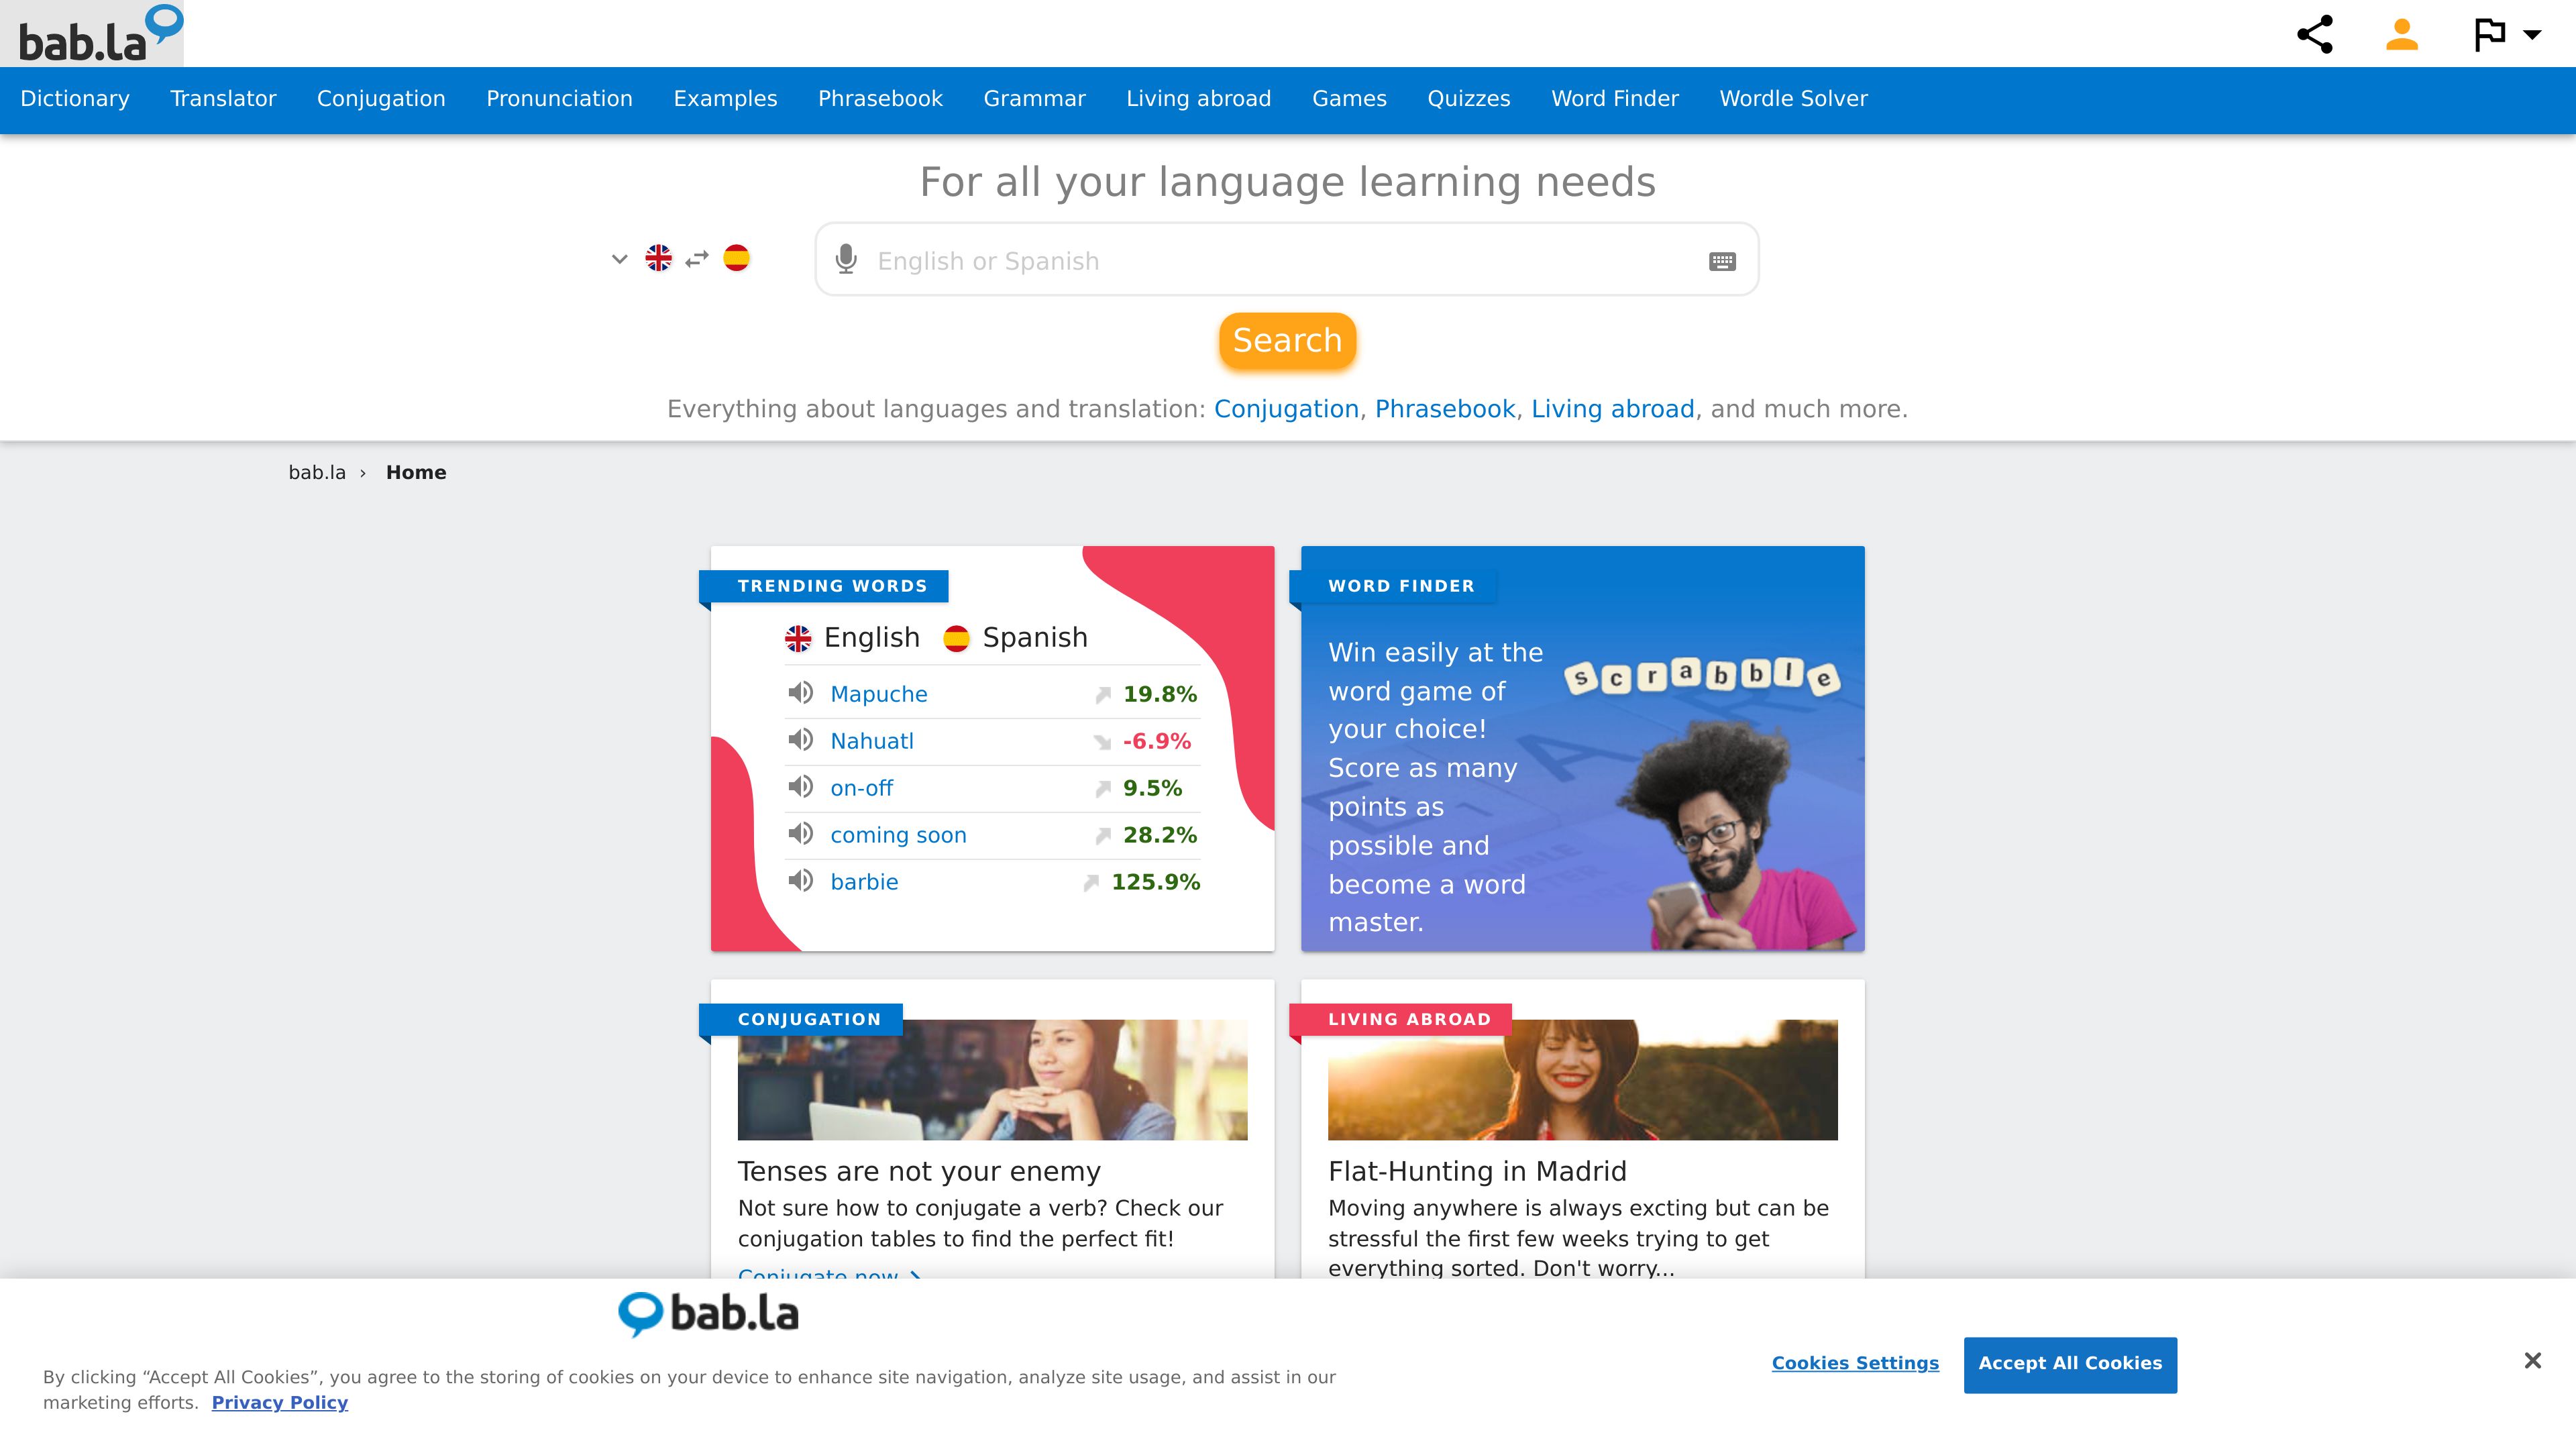 bab.la
Dictionary Translator Conjugation Pronunciation Examples Phrasebook Grammar Living abroad Games Quizzes Word Finder Wordle Solver
For all your language learning needs
English or Spanish
Search
Everything about languages and translation: Conjugation, Phrasebook, Living abroad, and much more.
bab.la › Home
TRENDING WORDS
English Spanish
Mapuche 19.8%
Nahuatl -6.9%
on-off 9.5%
coming soon 28.2%
barbie 125.9%
WORD FINDER
Win easily at the
word game of
your choice!
Score as many
points as
possible and
become a word
master.
scrabble
CONJUGATION
Tenses are not your enemy
Not sure how to conjugate a verb? Check our
conjugation tables to find the perfect fit!
Conjugate now
LIVING ABROAD
Flat-Hunting in Madrid
Moving anywhere is always excting but can be
stressful the first few weeks trying to get
everything sorted. Don't worry...
bab.la
By clicking “Accept All Cookies”, you agree to the storing of cookies on your device to enhance site navigation, analyze site usage, and assist in our
marketing efforts. Privacy Policy
Cookies Settings
Accept All Cookies